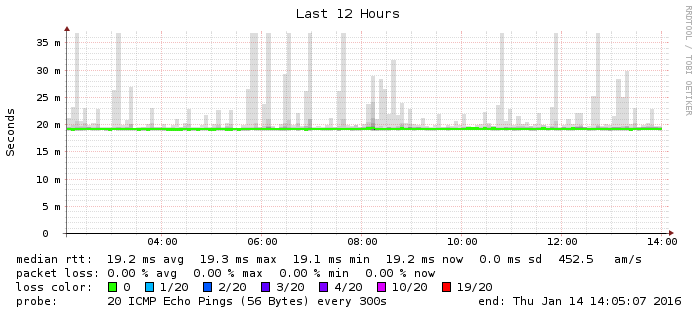 Last 12 Hours
RRDTOOL / TOBI OETIKER
Seconds
35 m
30 m
25 m
20 m
15 m
10 m
5 m
0
04:00 06:00 08:00 10:00 12:00 14:00
median rtt: 19.2 ms avg 19.3 ms max 19.1 ms min 19.2 ms now 0.0 ms sd 452.5 am/s
packet loss: 0.00 % avg 0.00 % max 0.00 % min 0.00 % now
loss color: 0 1/20 2/20 3/20 4/20 10/20 19/20
probe: 20 ICMP Echo Pings (56 Bytes) every 300s end: Thu Jan 14 14:05:07 2016